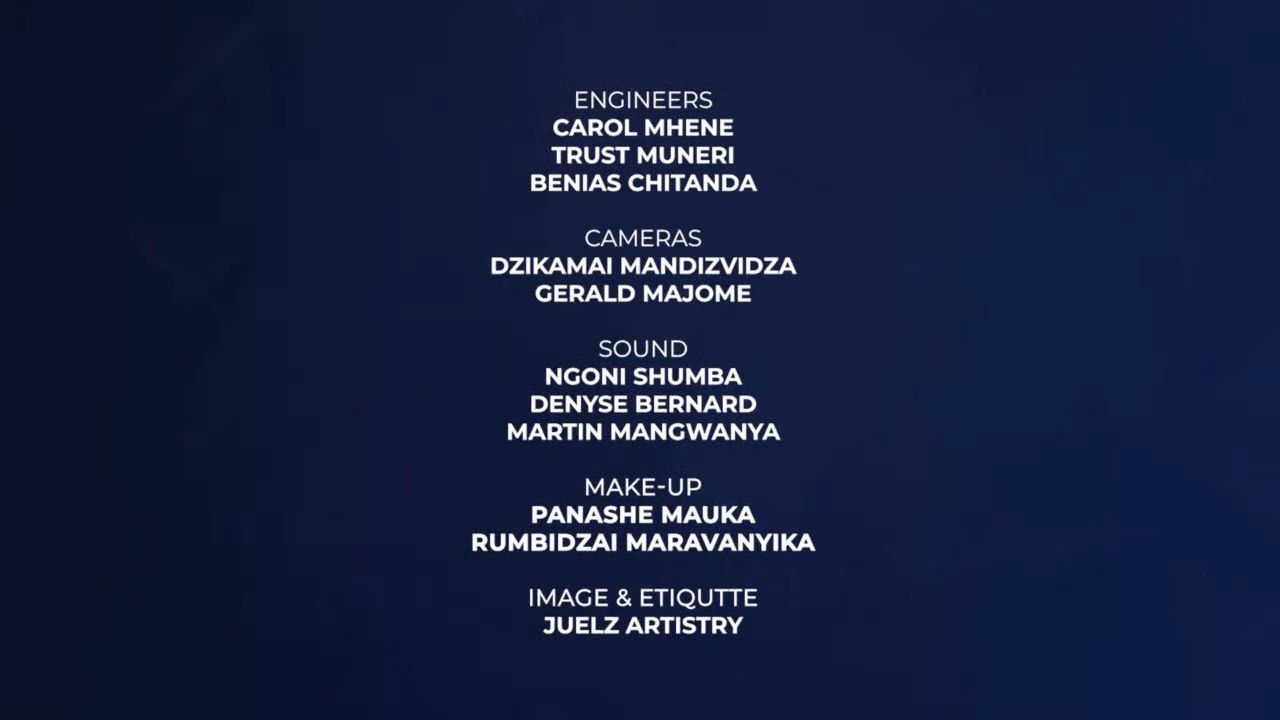 ENGINEERS
CAROL MHENE
TRUST MUNERI
BENIAS CHITANDA
CAMERAS
DZIKAMAI MANDIZVIDZA
GERALD MAJOME
SOUND
NGONI SHUMBA
DENYSE BERNARD
MARTIN MANGWANYA
MAKE-UP
PANASHE MAUKA
RUMBIDZAI MARAVANYIKA
IMAGE & ETIQUTTE
JUELZ ARTISTRY